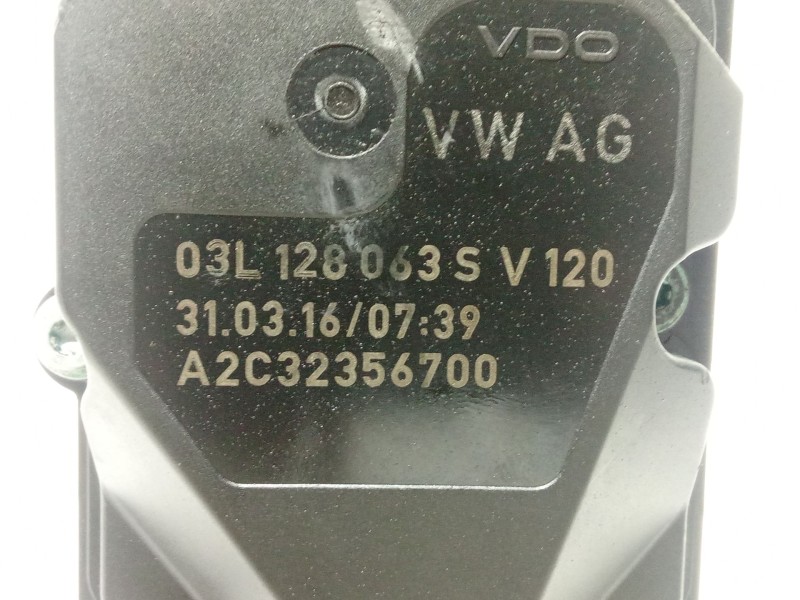 VDO
VW AG
03L 128 063 S V 120
31.03.16/07:39
A2C32356700